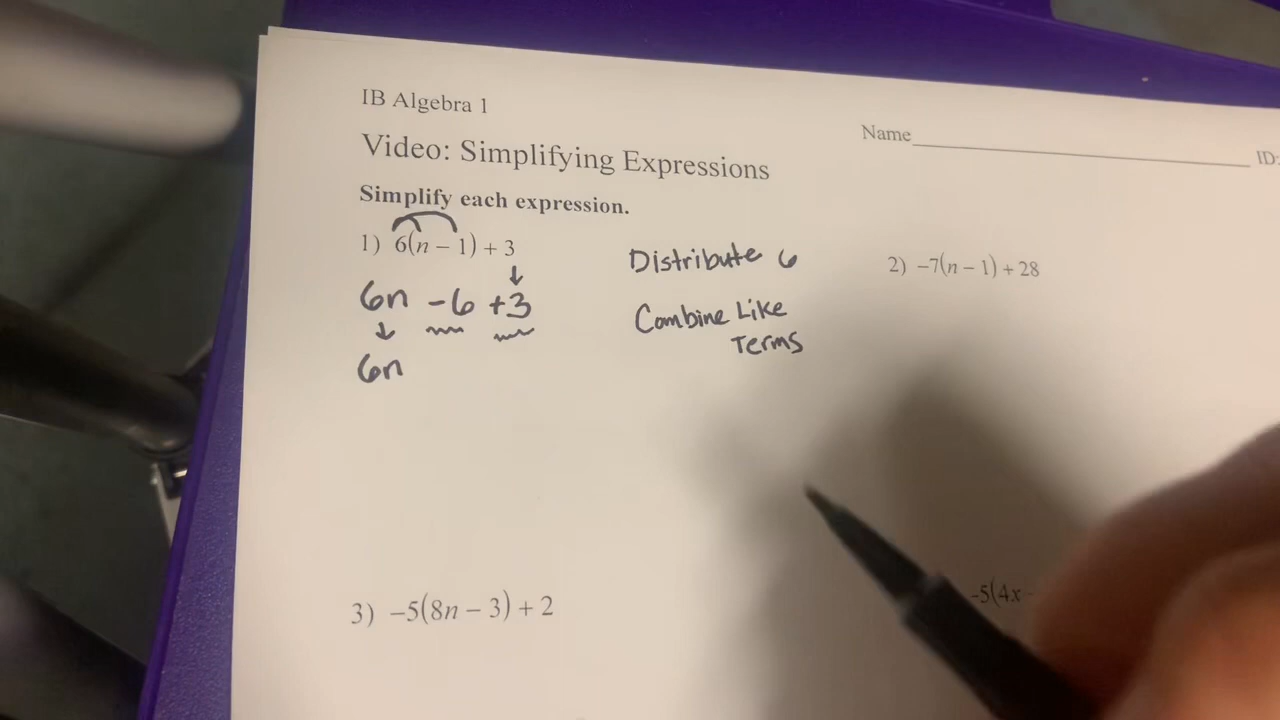 IB Algebra 1
Name
ID:
Video: Simplifying Expressions
Simplify each expression.
1) 6(n − 1) + 3
6n −6 +3
6n
Distribute 6
Combine Like
Terms
2) −7(n − 1) + 28
3) −5(8n − 3) + 2
-5(4x